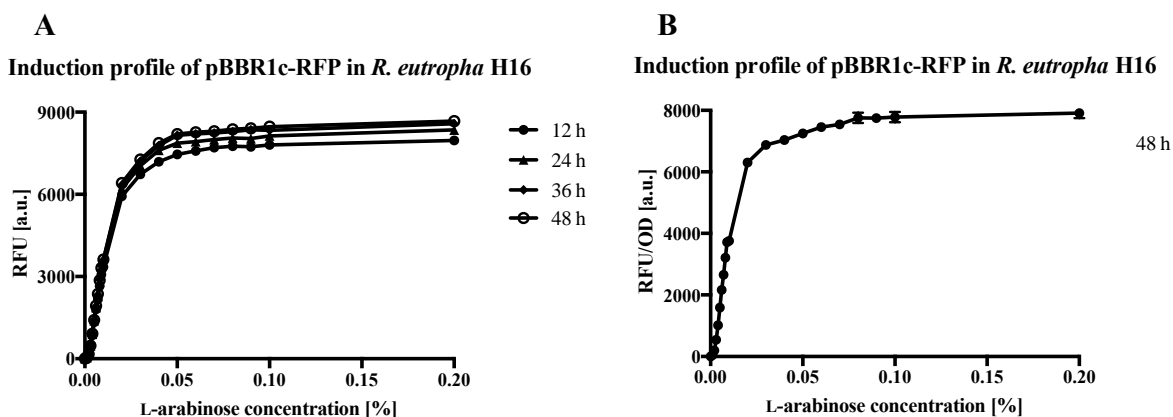 A
Induction profile of pBBR1c-RFP in R. eutropha H16
9000
6000
3000
0
RFU [a.u.]
0.00 0.05 0.10 0.15 0.20
L-arabinose concentration [%]
12 h
24 h
36 h
48 h
B
Induction profile of pBBR1c-RFP in R. eutropha H16
8000
6000
4000
2000
0
RFU/OD [a.u.]
0.00 0.05 0.10 0.15 0.20
L-arabinose concentration [%]
48 h